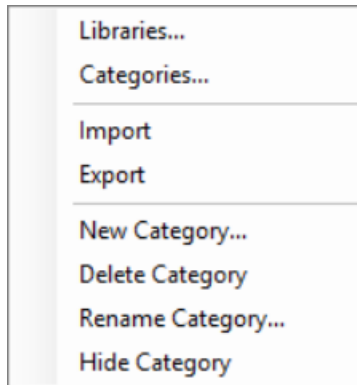 Libraries...
Categories...
Import
Export
New Category...
Delete Category
Rename Category...
Hide Category